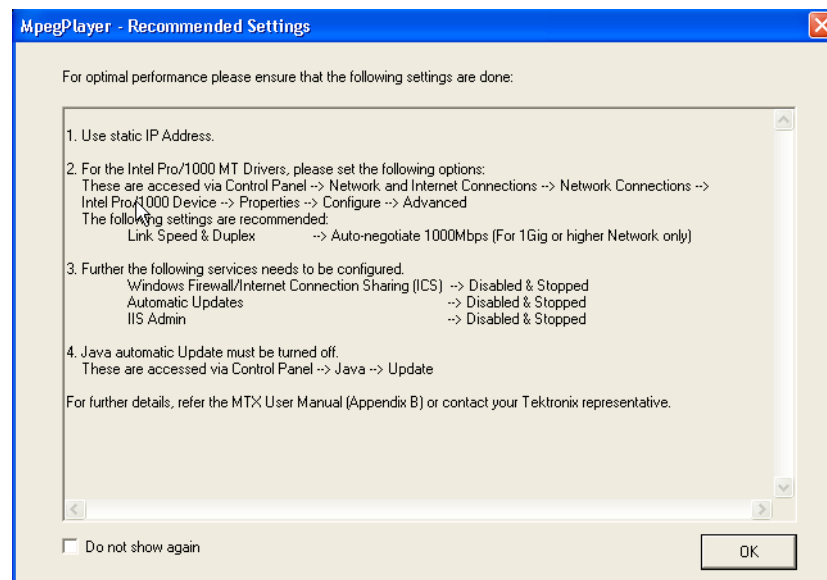 MpegPlayer - Recommended Settings
For optimal performance please ensure that the following settings are done:
1. Use static IP Address.
2. For the Intel Pro/1000 MT Drivers, please set the following options:
These are accesed via Control Panel --> Network and Internet Connections --> Network Connections -->
Intel Pro/1000 Device --> Properties --> Configure --> Advanced
The following settings are recommended:
Link Speed & Duplex --> Auto-negotiate 1000Mbps (For 1Gig or higher Network only)
3. Further the following services needs to be configured.
Windows Firewall/Internet Connection Sharing (ICS) --> Disabled & Stopped
Automatic Updates --> Disabled & Stopped
IIS Admin --> Disabled & Stopped
4. Java automatic Update must be turned off.
These are accessed via Control Panel --> Java --> Update
For further details, refer the MTX User Manual (Appendix B) or contact your Tektronix representative.
Do not show again
OK